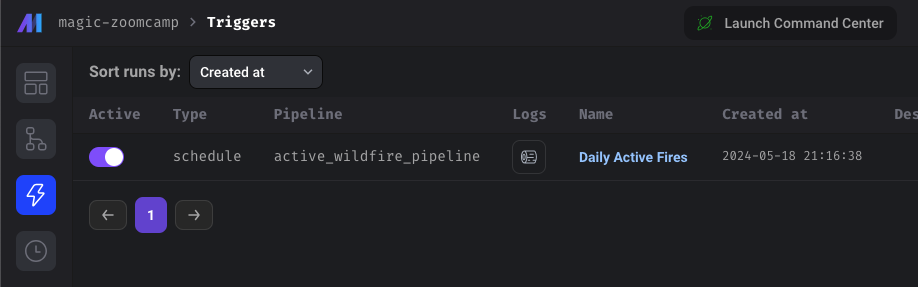 magic-zoomcamp > Triggers
Launch Command Center
Sort runs by: Created at
Active Type Pipeline Logs Name Created at Des
schedule active_wildfire_pipeline Daily Active Fires 2024-05-18 21:16:38
1